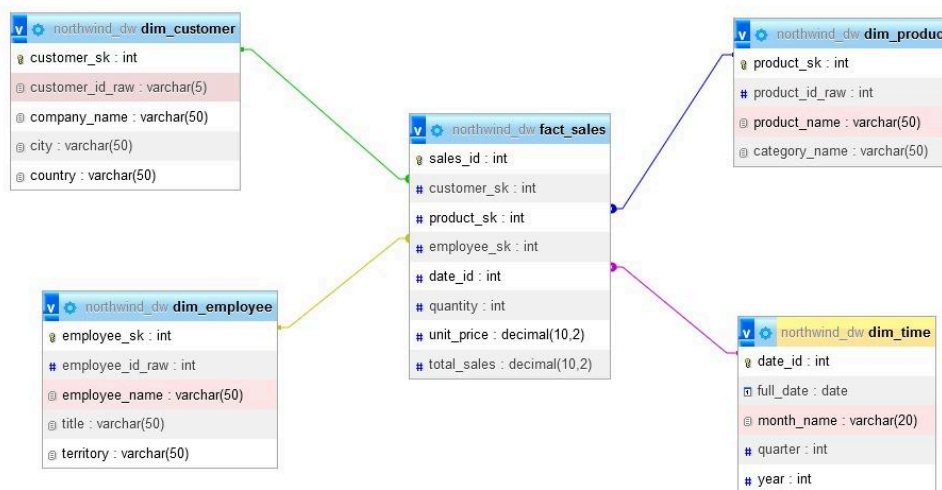 northwind_dw dim_customer
customer_sk : int
customer_id_raw : varchar(5)
company_name : varchar(50)
city : varchar(50)
country : varchar(50)
northwind_dw dim_employee
employee_sk : int
# employee_id_raw : int
employee_name : varchar(50)
title : varchar(50)
territory : varchar(50)
northwind_dw fact_sales
sales_id : int
# customer_sk : int
# product_sk : int
# employee_sk : int
# date_id : int
# quantity : int
# unit_price : decimal(10,2)
# total_sales : decimal(10,2)
northwind_dw dim_produc
product_sk : int
# product_id_raw : int
product_name : varchar(50)
category_name : varchar(50)
northwind_dw dim_time
date_id : int
full_date : date
month_name : varchar(20)
# quarter : int
# year : int